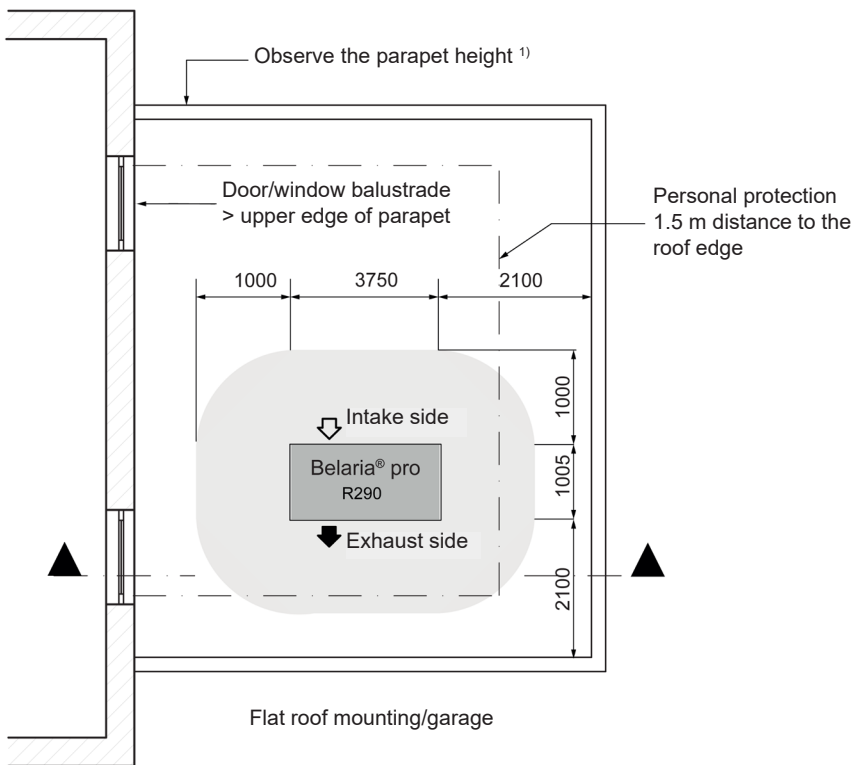 Observe the parapet height ¹⁾
Door/window balustrade
> upper edge of parapet
Personal protection
1.5 m distance to the
roof edge
1000
3750
2100
1000
Intake side
Belaria® pro
R290
1005
Exhaust side
2100
Flat roof mounting/garage